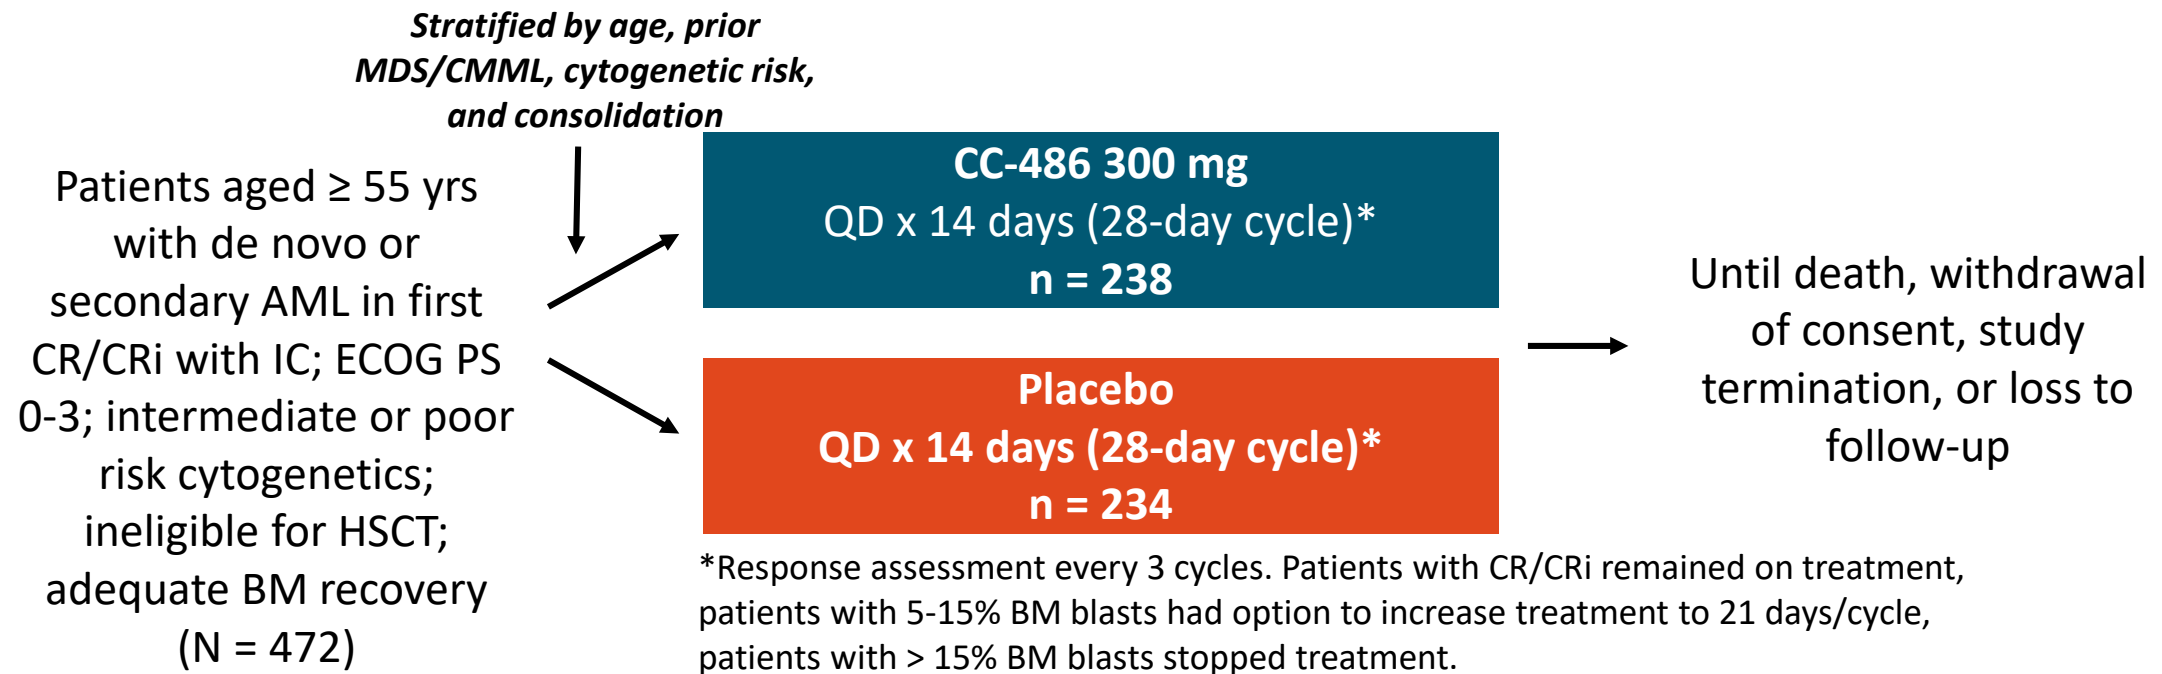 Stratified by age, prior
MDS/CMML, cytogenetic risk,
and consolidation
Patients aged ≥ 55 yrs
with de novo or
secondary AML in first
CR/CRi with IC; ECOG PS
0-3; intermediate or poor
risk cytogenetics;
ineligible for HSCT;
adequate BM recovery
(N = 472)
CC-486 300 mg
QD x 14 days (28-day cycle)*
n = 238
Placebo
QD x 14 days (28-day cycle)*
n = 234
Until death, withdrawal
of consent, study
termination, or loss to
follow-up
*Response assessment every 3 cycles. Patients with CR/CRi remained on treatment,
patients with 5-15% BM blasts had option to increase treatment to 21 days/cycle,
patients with > 15% BM blasts stopped treatment.